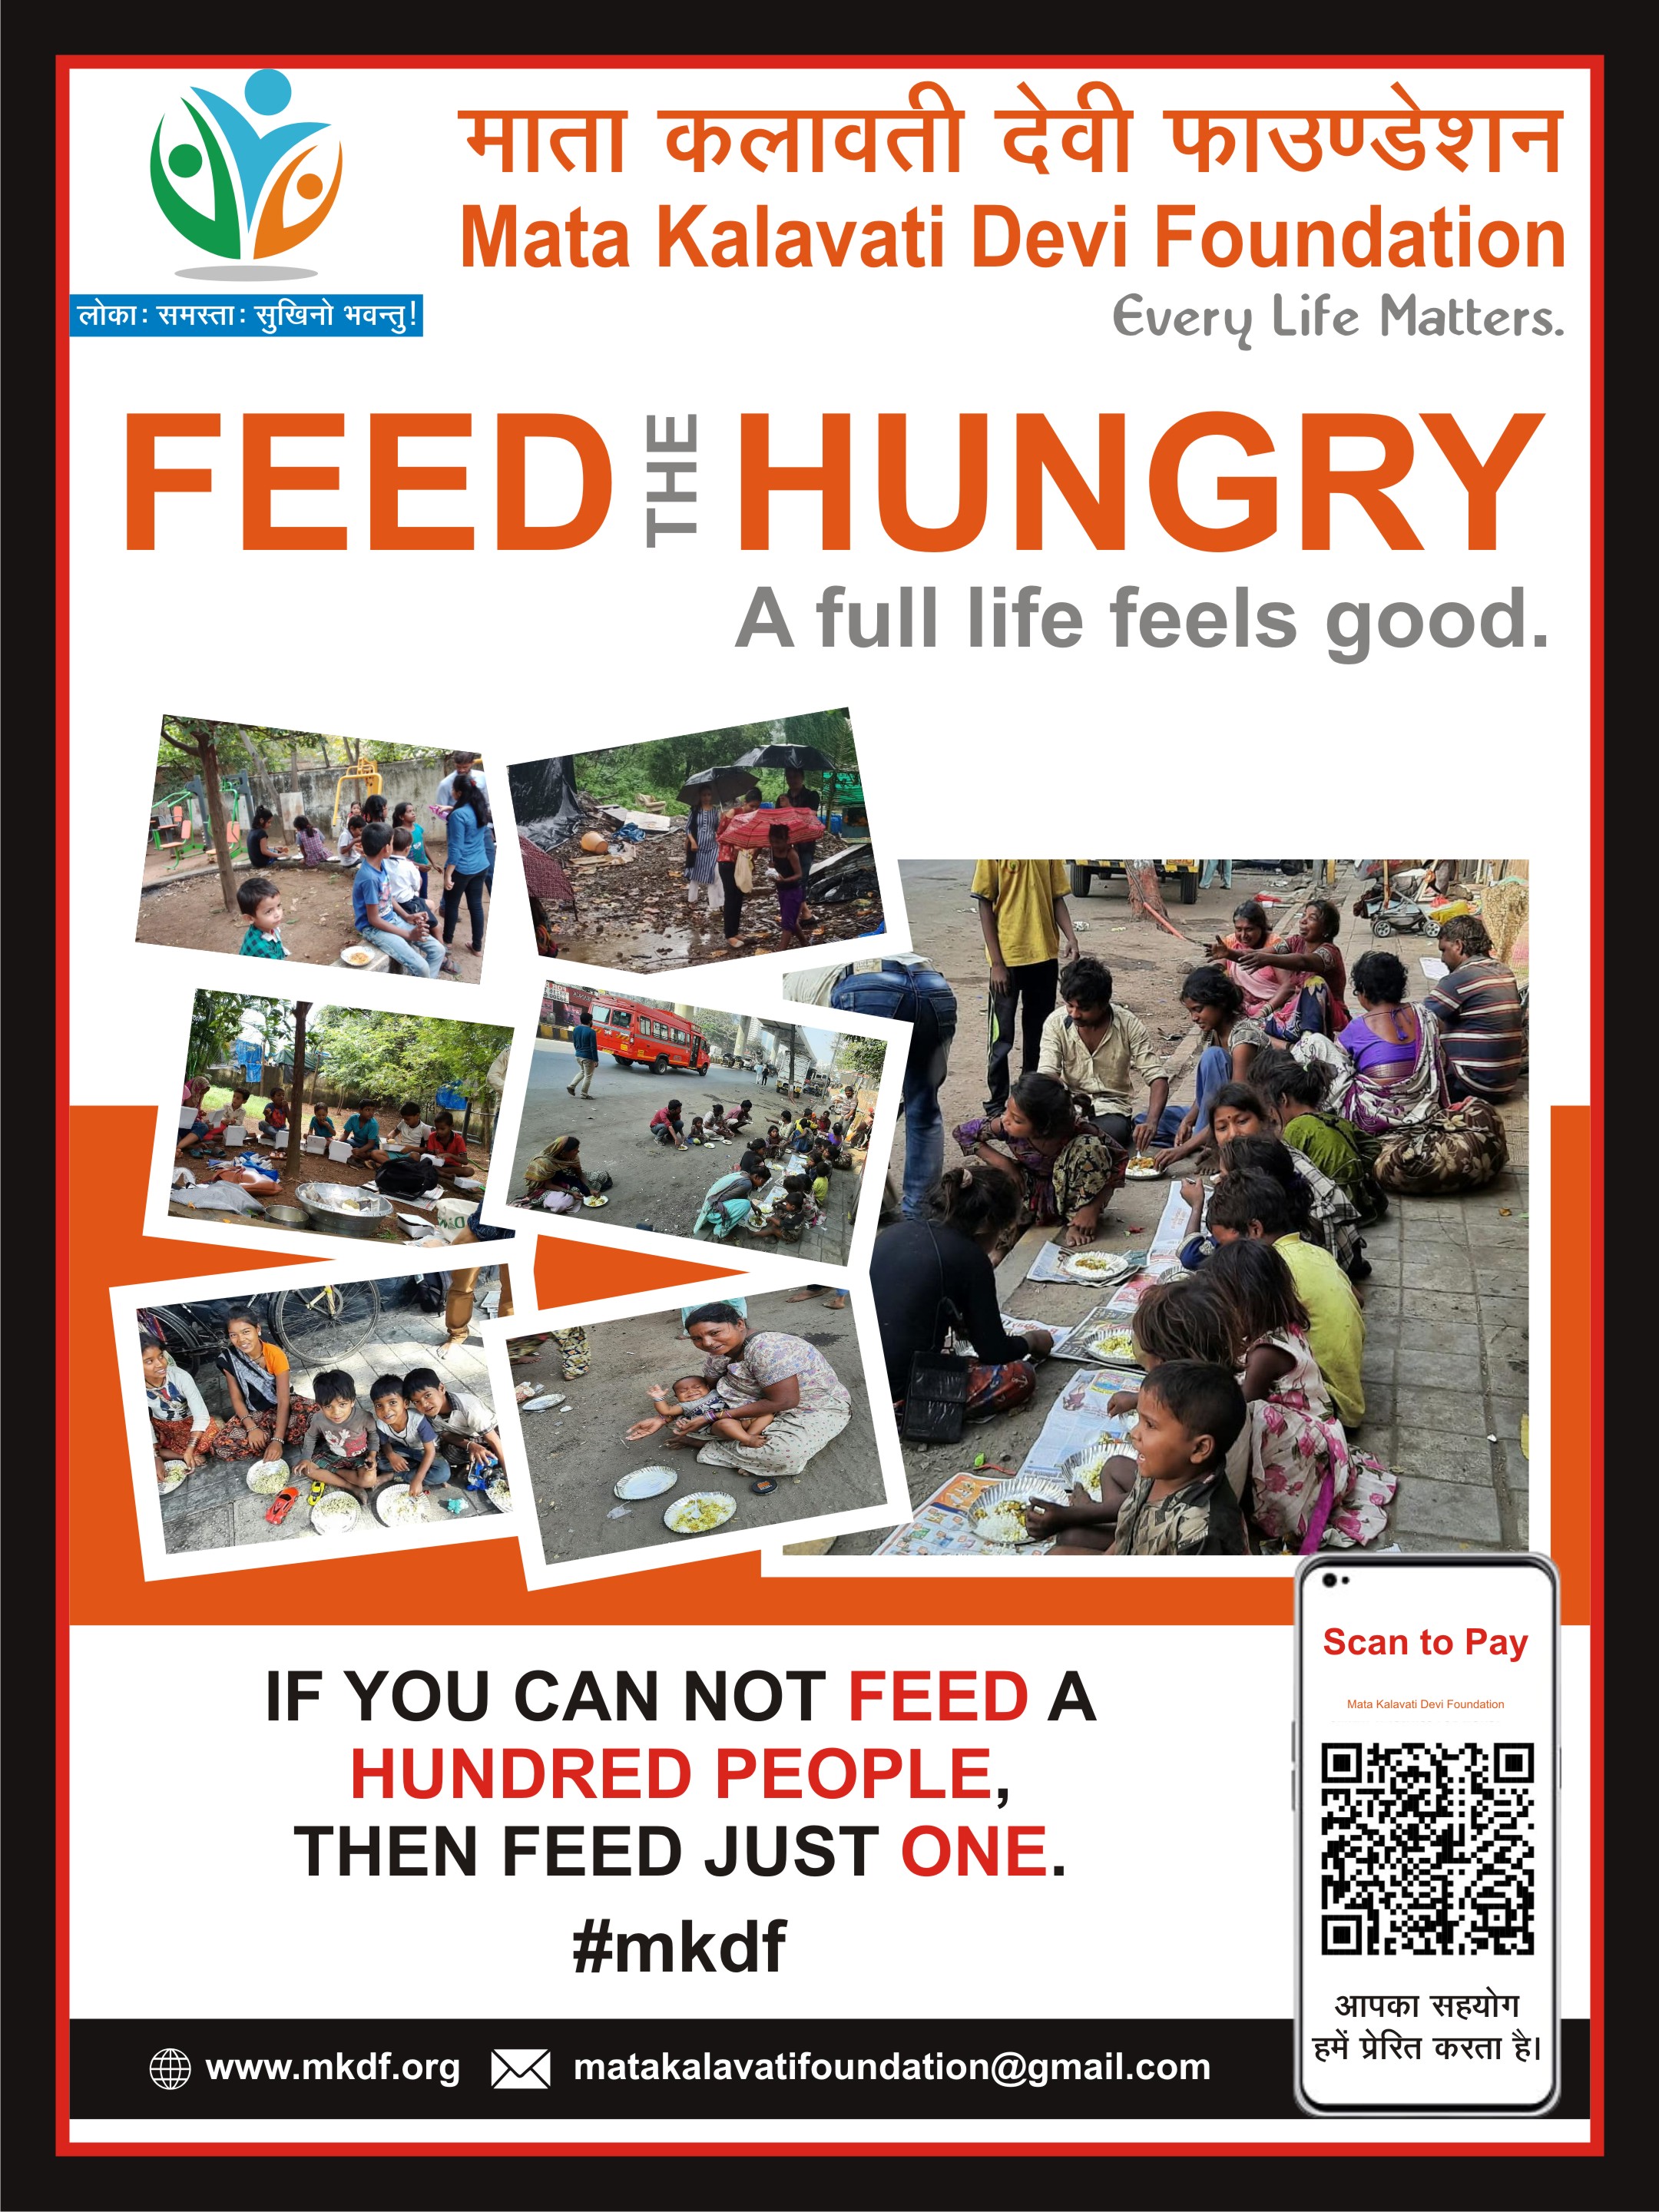 माता कलावती देवी फाउण्डेशन
Mata Kalavati Devi Foundation
Every Life Matters.
लोकाः समस्ताः सुखिनो भवन्तु!
FEED THE HUNGRY
A full life feels good.
IF YOU CAN NOT FEED A
HUNDRED PEOPLE,
THEN FEED JUST ONE.
#mkdf
Scan to Pay
Mata Kalavati Devi Foundation
आपका सहयोग
हमें प्रेरित करता है।
www.mkdf.org matakalavatifoundation@gmail.com